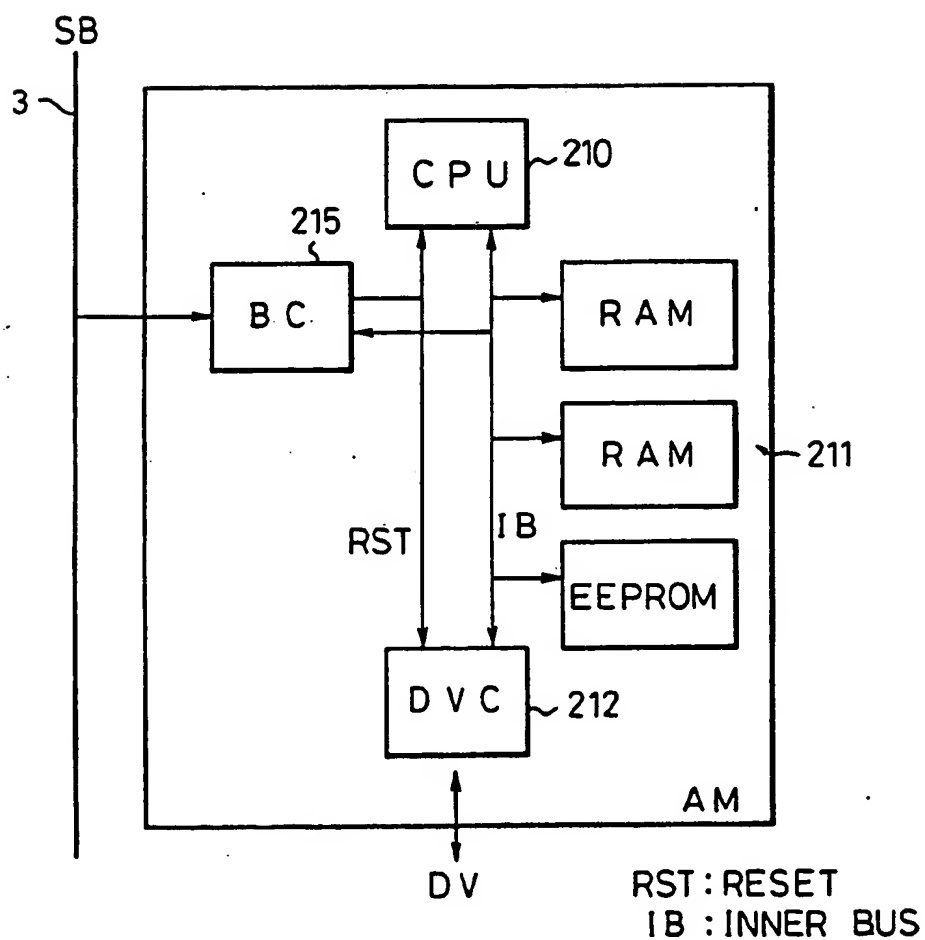 SB
3
CPU
210
215
BC
RAM
RAM
211
RST
IB
EEPROM
DVC
212
AM
DV
RST : RESET
IB : INNER BUS